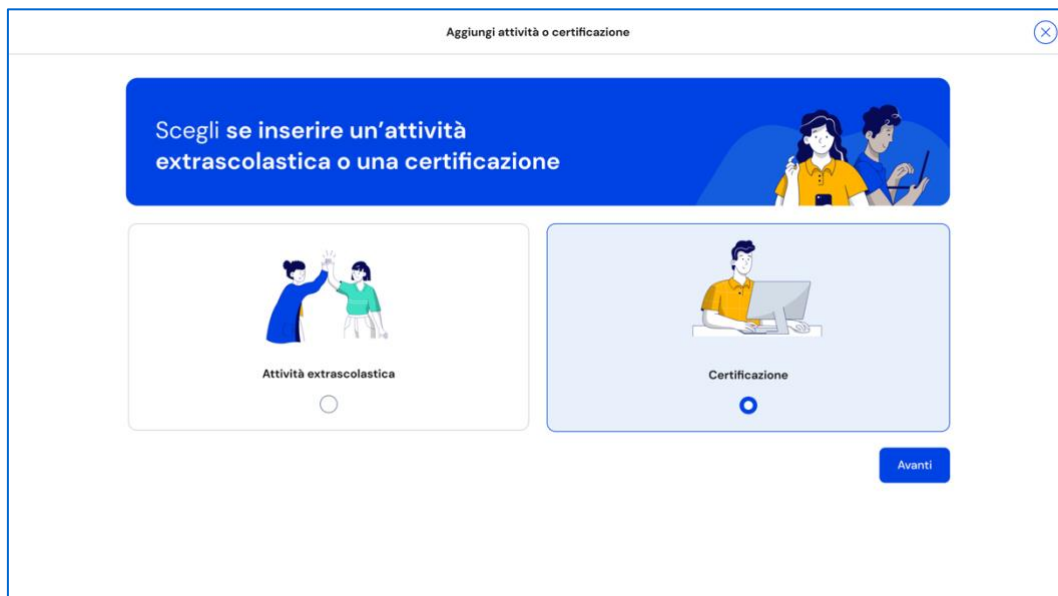 Aggiungi attività o certificazione
Scegli se inserire un’attività
extrascolastica o una certificazione
Attività extrascolastica
Certificazione
Avanti